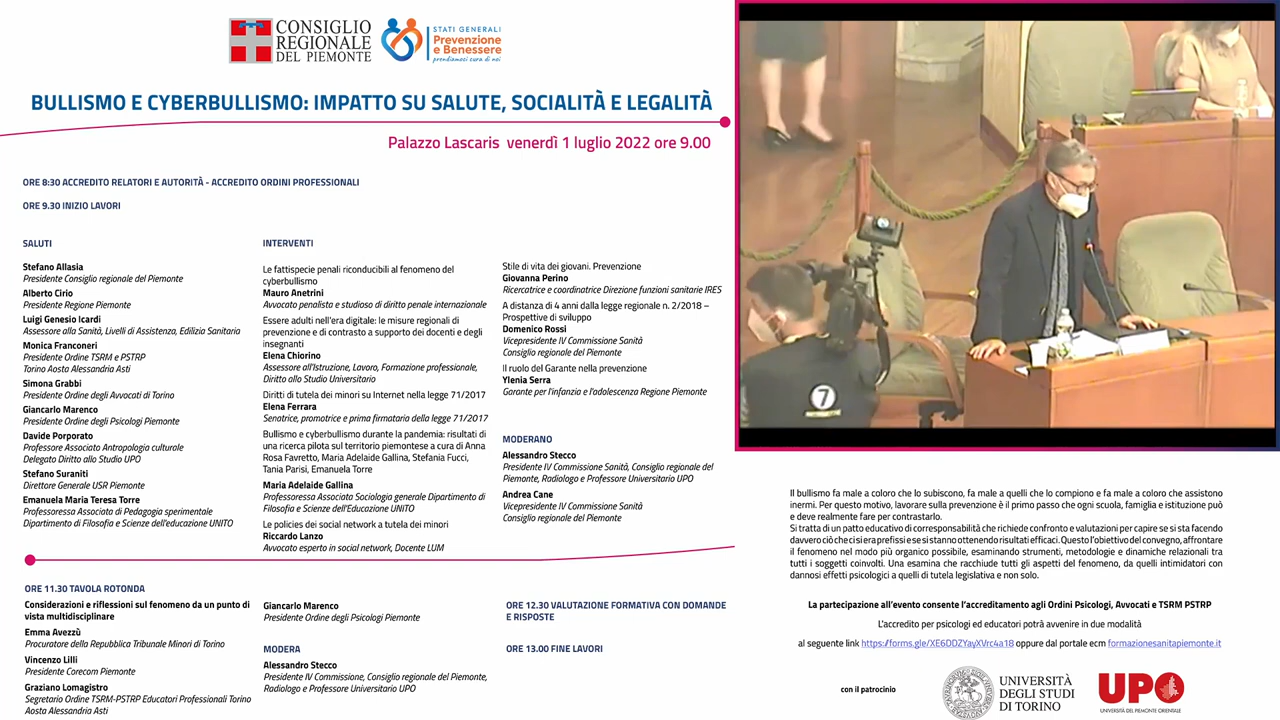 CONSIGLIO
REGIONALE
DEL PIEMONTE
STATI GENERALI
Prevenzione
e Benessere
prendiamoci cura di noi
BULLISMO E CYBERBULLISMO: IMPATTO SU SALUTE, SOCIALITÀ E LEGALITÀ
Palazzo Lascaris venerdì 1 luglio 2022 ore 9.00
ORE 8:30 ACCREDITO RELATORI E AUTORITÀ - ACCREDITO ORDINI PROFESSIONALI
ORE 9.30 INIZIO LAVORI
SALUTI
Stefano Allasia
Presidente Consiglio regionale del Piemonte
Alberto Cirio
Presidente Regione Piemonte
Luigi Genesio Icardi
Assessore alla Sanità, Livelli di Assistenza, Edilizia Sanitaria
Monica Franconeri
Presidente Ordine TSRM e PSTRP
Torino Aosta Alessandria Asti
Simona Grabbi
Presidente Ordine degli Avvocati di Torino
Giancarlo Marenco
Presidente Ordine degli Psicologi Piemonte
Davide Porporato
Professore Associato Antropologia culturale
Delegato Diritto allo Studio UPO
Stefano Suraniti
Direttore Generale USR Piemonte
Emanuela Maria Teresa Torre
Professoressa Associata di Pedagogia sperimentale
Dipartimento di Filosofia e Scienze dell'educazione UNITO
INTERVENTI
Le fattispecie penali riconducibili al fenomeno del
cyberbullismo
Mauro Anetrini
Avvocato penalista e studioso di diritto penale internazionale
Essere adulti nell'era digitale: le misure regionali di
prevenzione e di contrasto a supporto dei docenti e degli
insegnanti
Elena Chiorino
Assessore all'Istruzione, Lavoro, Formazione professionale,
Diritto allo Studio Universitario
Diritti di tutela dei minori su Internet nella legge 71/2017
Elena Ferrara
Senatrice, promotrice e prima firmataria della legge 71/2017
Bullismo e cyberbullismo durante la pandemia: risultati di
una ricerca pilota sul territorio piemontese a cura di Anna
Rosa Favretto, Maria Adelaide Gallina, Stefania Fucci,
Tania Parisi, Emanuela Torre
Maria Adelaide Gallina
Professoressa Associata Sociologia generale Dipartimento di
Filosofia e Scienze dell'Educazione UNITO
Le policies dei social network a tutela dei minori
Riccardo Lanzo
Avvocato esperto in social network, Docente LUM
Stile di vita dei giovani. Prevenzione
Giovanna Perino
Ricercatrice e coordinatrice Direzione funzioni sanitarie IRES
A distanza di 4 anni dalla legge regionale n. 2/2018 –
Prospettive di sviluppo
Domenico Rossi
Vicepresidente IV Commissione Sanità
Consiglio regionale del Piemonte
Il ruolo del Garante nella prevenzione
Ylenia Serra
Garante per l'infanzia e l'adolescenza Regione Piemonte
MODERANO
Alessandro Stecco
Presidente IV Commissione Sanità, Consiglio regionale del
Piemonte, Radiologo e Professore Universitario UPO
Andrea Cane
Vicepresidente IV Commissione Sanità
Consiglio regionale del Piemonte
ORE 11.30 TAVOLA ROTONDA
Considerazioni e riflessioni sul fenomeno da un punto di
vista multidisciplinare
Emma Avezzù
Procuratore della Repubblica Tribunale Minori di Torino
Vincenzo Lilli
Presidente Corecom Piemonte
Graziano Lomagistro
Segretario Ordine TSRM-PSTRP Educatori Professionali Torino
Aosta Alessandria Asti
Giancarlo Marenco
Presidente Ordine degli Psicologi Piemonte
MODERA
Alessandro Stecco
Presidente IV Commissione, Consiglio regionale del Piemonte,
Radiologo e Professore Universitario UPO
ORE 12.30 VALUTAZIONE FORMATIVA CON DOMANDE
E RISPOSTE
ORE 13.00 FINE LAVORI
7
Il bullismo fa male a coloro che lo subiscono, fa male a quelli che lo compiono e fa male a coloro che assistono
inermi. Per questo motivo, lavorare sulla prevenzione è il primo passo che ogni scuola, famiglia e istituzione può
e deve realmente fare per contrastarlo.
Si tratta di un patto educativo di corresponsabilità che richiede confronto e valutazioni per capire se si sta facendo
davvero ciò che ci si era prefissi e se si stanno ottenendo risultati efficaci. Questo l'obiettivo del convegno, affrontare
il fenomeno nel modo più organico possibile, esaminando strumenti, metodologie e dinamiche relazionali tra
tutti i soggetti coinvolti. Una esamina che racchiude tutti gli aspetti del fenomeno, da quelli intimidatori con
dannosi effetti psicologici a quelli di tutela legislativa e non solo.
La partecipazione all'evento consente l'accreditamento agli Ordini Psicologi, Avvocati e TSRM PSTRP
L'accredito per psicologi ed educatori potrà avvenire in due modalità
al seguente link https://forms.gle/XE6DDZYayXVrc4a18 oppure dal portale ecm formazionesanitapiemonte.it
con il patrocinio
UNIVERSITÀ
DEGLI STUDI
DI TORINO
UPO
UNIVERSITÀ DEL PIEMONTE ORIENTALE